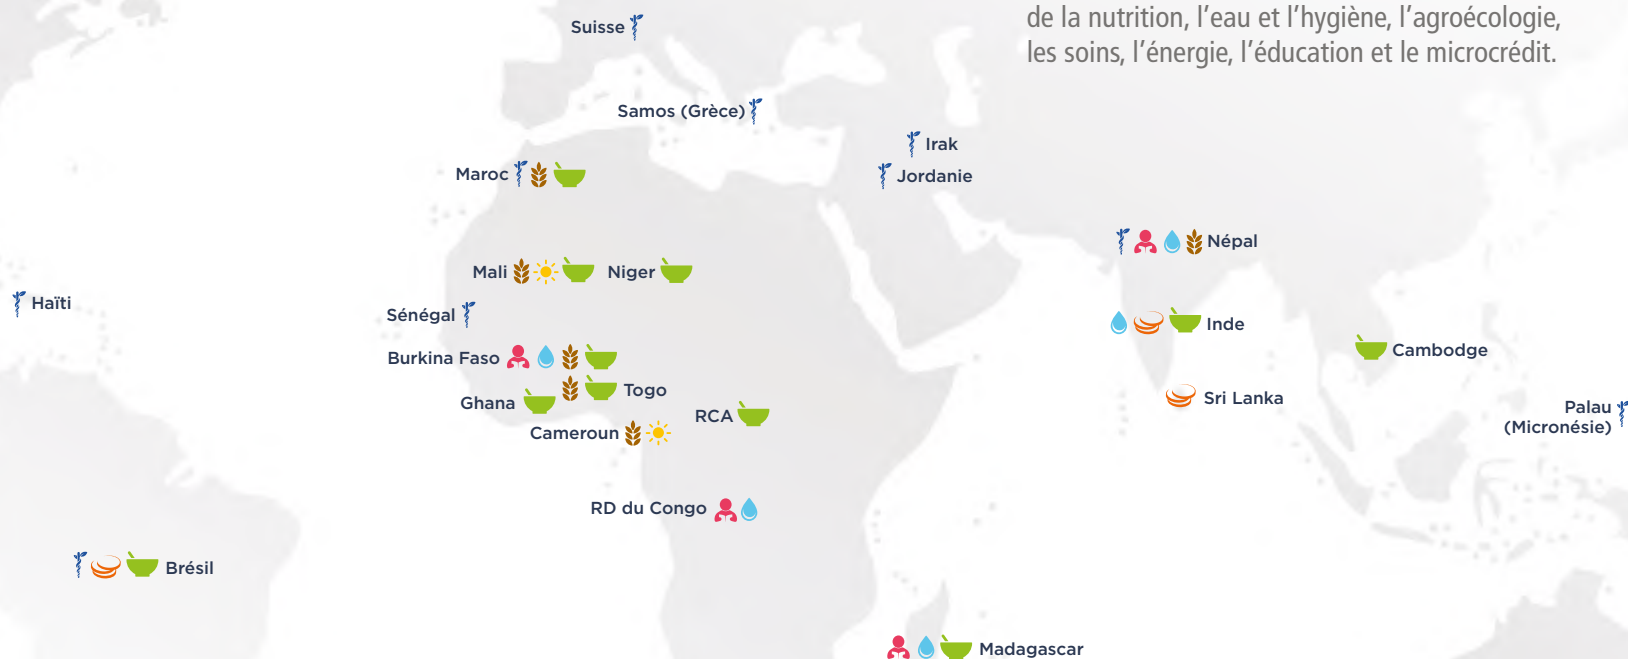 de la nutrition, l’eau et l’hygiène, l’agroécologie,
les soins, l’énergie, l’éducation et le microcrédit.
Suisse
Samos (Grèce)
Irak
Maroc
Jordanie
Népal
Mali
Niger
Haïti
Sénégal
Inde
Burkina Faso
Cambodge
Togo
Ghana
Sri Lanka
RCA
Palau
(Micronésie)
Cameroun
RD du Congo
Brésil
Madagascar